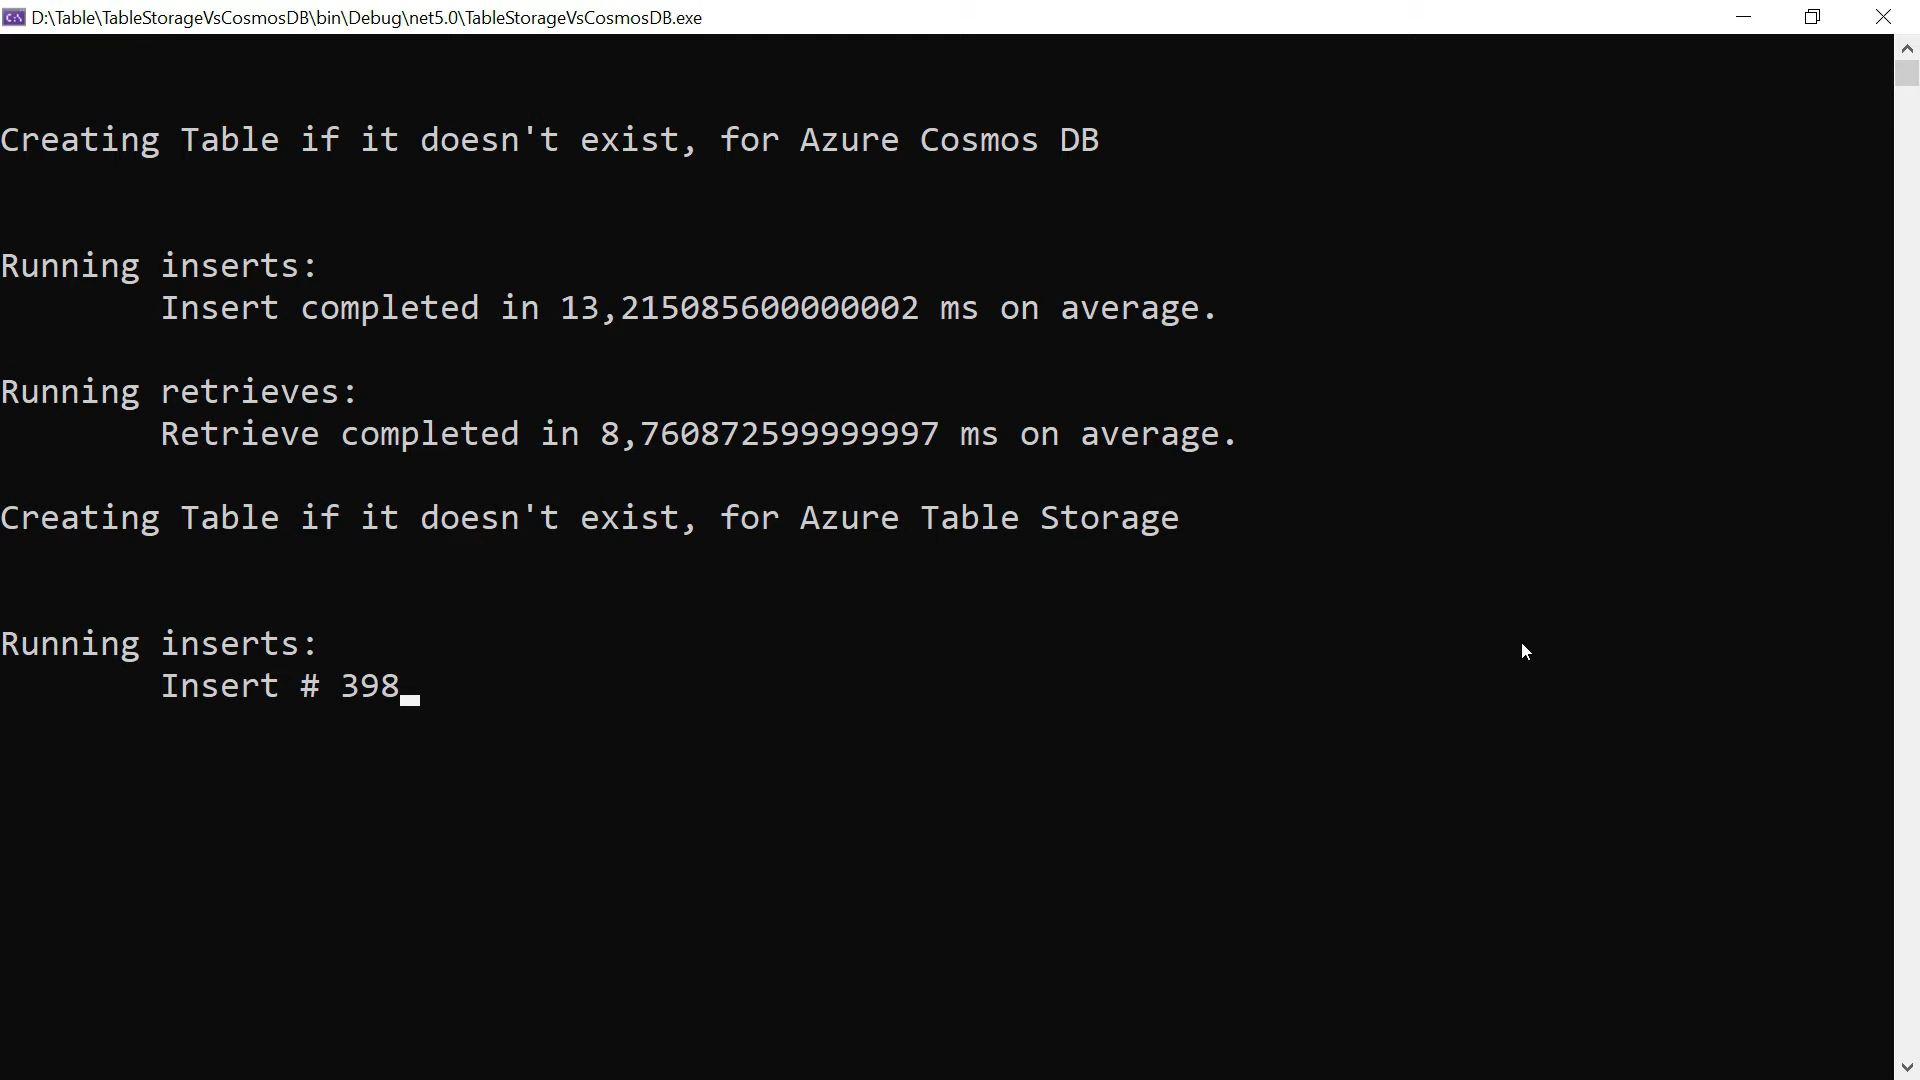 D:\Table\TableStorageVsCosmosDB\bin\Debug\net5.0\TableStorageVsCosmosDB.exe
Creating Table if it doesn't exist, for Azure Cosmos DB
Running inserts:
Insert completed in 13,215085600000002 ms on average.
Running retrieves:
Retrieve completed in 8,760872599999997 ms on average.
Creating Table if it doesn't exist, for Azure Table Storage
Running inserts:
Insert # 398